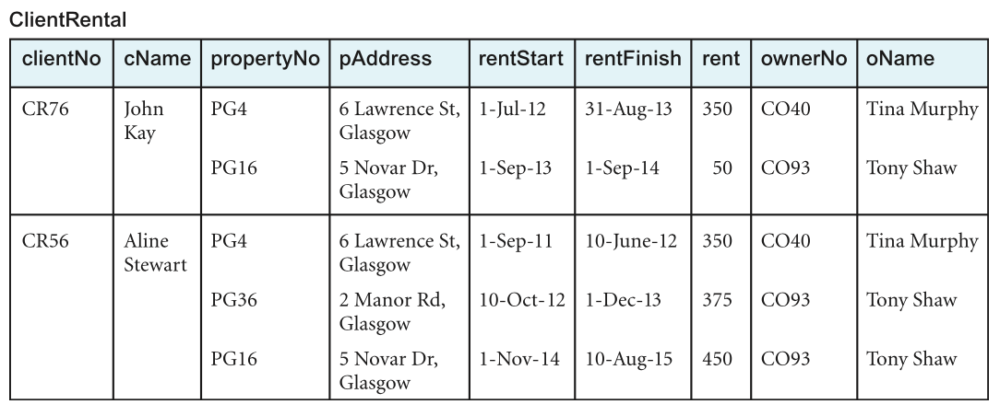 ClientRental
clientNo cName propertyNo pAddress rentStart rentFinish rent ownerNo oName
CR76 John PG4 6 Lawrence St, 1-Jul-12 31-Aug-13 350 CO40 Tina Murphy
Kay Glasgow
PG16 5 Novar Dr, 1-Sep-13 1-Sep-14 50 CO93 Tony Shaw
Glasgow
CR56 Aline PG4 6 Lawrence St, 1-Sep-11 10-June-12 350 CO40 Tina Murphy
Stewart Glasgow
PG36 2 Manor Rd, 10-Oct-12 1-Dec-13 375 CO93 Tony Shaw
Glasgow
PG16 5 Novar Dr, 1-Nov-14 10-Aug-15 450 CO93 Tony Shaw
Glasgow